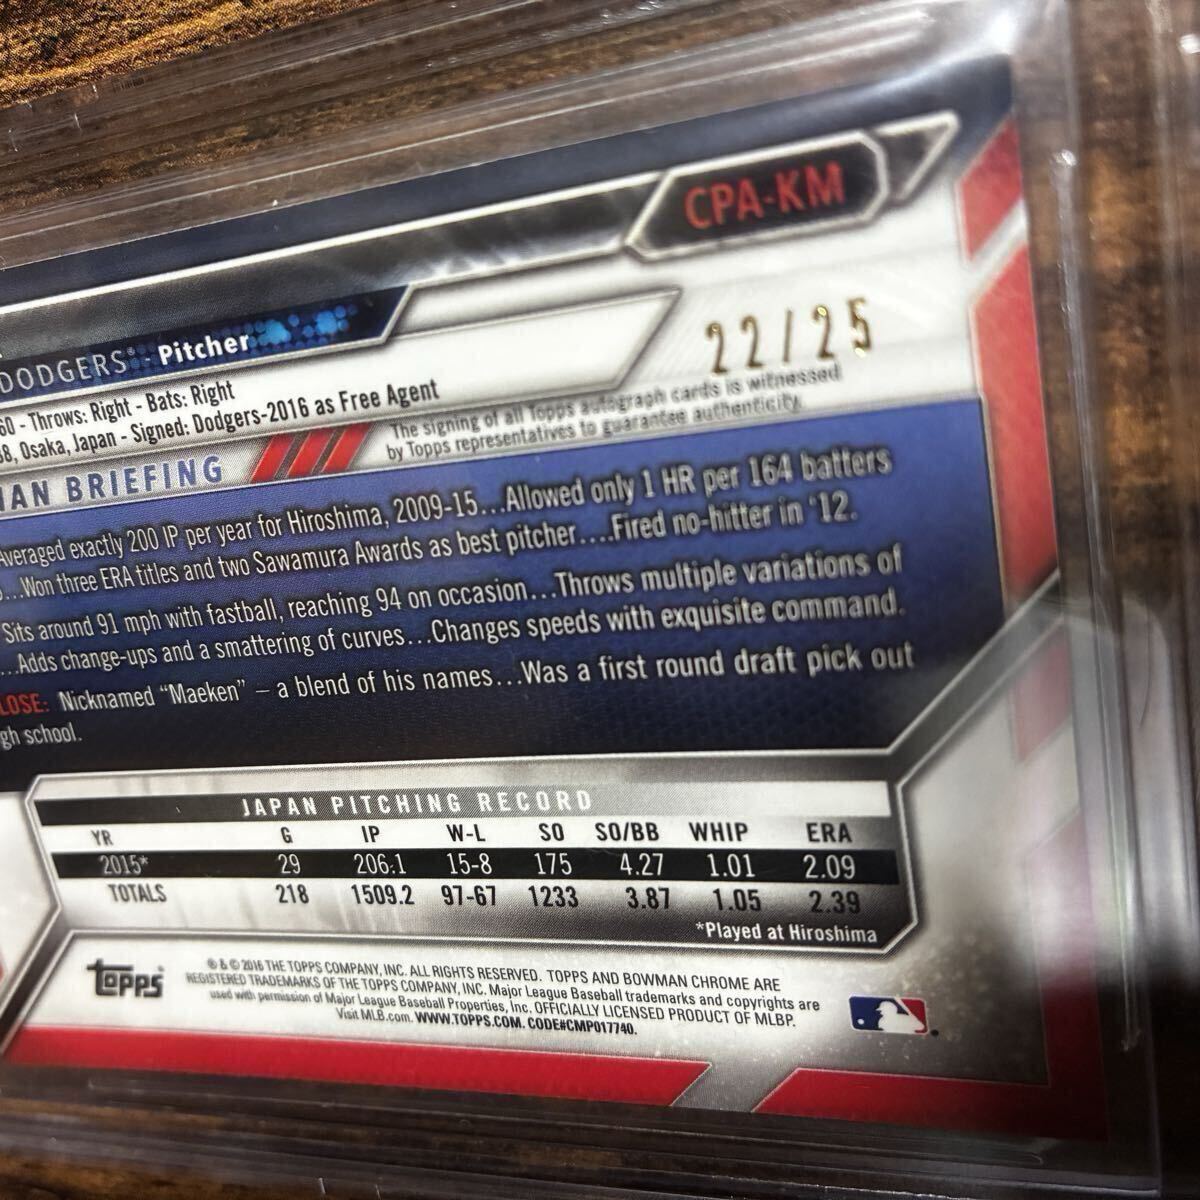 CPA-KM
22/25
DODGERS® - Pitcher
60 - Throws: Right - Bats: Right
88, Osaka, Japan - Signed: Dodgers-2016 as Free Agent
The signing of all Topps autograph cards is witnessed
by Topps representatives to guarantee authenticity.
AN BRIEFING
Averaged exactly 200 IP per year for Hiroshima, 2009-15...Allowed only 1 HR per 164 batters
...Won three ERA titles and two Sawamura Awards as best pitcher....Fired no-hitter in '12.
Sits around 91 mph with fastball, reaching 94 on occasion...Throws multiple variations of
...Adds change-ups and a smattering of curves...Changes speeds with exquisite command.
LOSE: Nicknamed "Maeken" – a blend of his names...Was a first round draft pick out
gh school.
JAPAN PITCHING RECORD
YR G IP W-L SO SO/BB WHIP ERA
2015* 29 206.1 15-8 175 4.27 1.01 2.09
TOTALS 218 1509.2 97-67 1233 3.87 1.05 2.39
*Played at Hiroshima
topps
® & © 2016 THE TOPPS COMPANY, INC. ALL RIGHTS RESERVED. TOPPS AND BOWMAN CHROME ARE
REGISTERED TRADEMARKS OF THE TOPPS COMPANY, INC. Major League Baseball trademarks and copyrights are
used with permission of Major League Baseball Properties, Inc. OFFICIALLY LICENSED PRODUCT OF MLBP.
Visit MLB.com. WWW.TOPPS.COM. CODE#CMP017740.